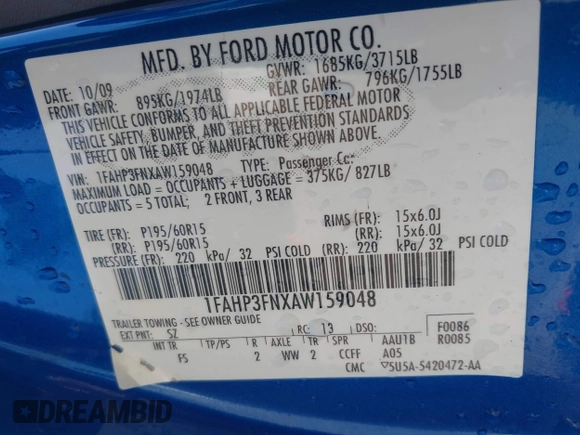 MFD. BY FORD MOTOR CO.
DATE: 10/09 GVWR: 1685KG/3715LB
FRONT GAWR: 895KG/1974LB REAR GAWR: 796KG/1755LB
THIS VEHICLE CONFORMS TO ALL APPLICABLE FEDERAL MOTOR
VEHICLE SAFETY, BUMPER, AND THEFT PREVENTION STANDARDS
IN EFFECT ON THE DATE OF MANUFACTURE SHOWN ABOVE.
VIN: 1FAHP3FNXAW159048 TYPE: Passenger Car
MAXIMUM LOAD = OCCUPANTS + LUGGAGE = 375KG/ 827LB
OCCUPANTS = 5 TOTAL; 2 FRONT, 3 REAR
TIRE (FR): P195/60R15 RIMS (FR): 15x6.0J
(RR): P195/60R15 (RR): 15x6.0J
PRESSURE (FR): 220 kPa/ 32 PSI COLD (RR): 220 kPa/ 32 PSI COLD
1FAHP3FNXAW159048
TRAILER TOWING - SEE OWNER GUIDE
EXT PNT: SZ RC: 13 DSO: F0086
INT TR TP/PS R AXLE TR SPR AAU1B R0085
FS 2 WW 2 CCFF A05
CMC ▽5U5A-5420472-AA
DREAMBID